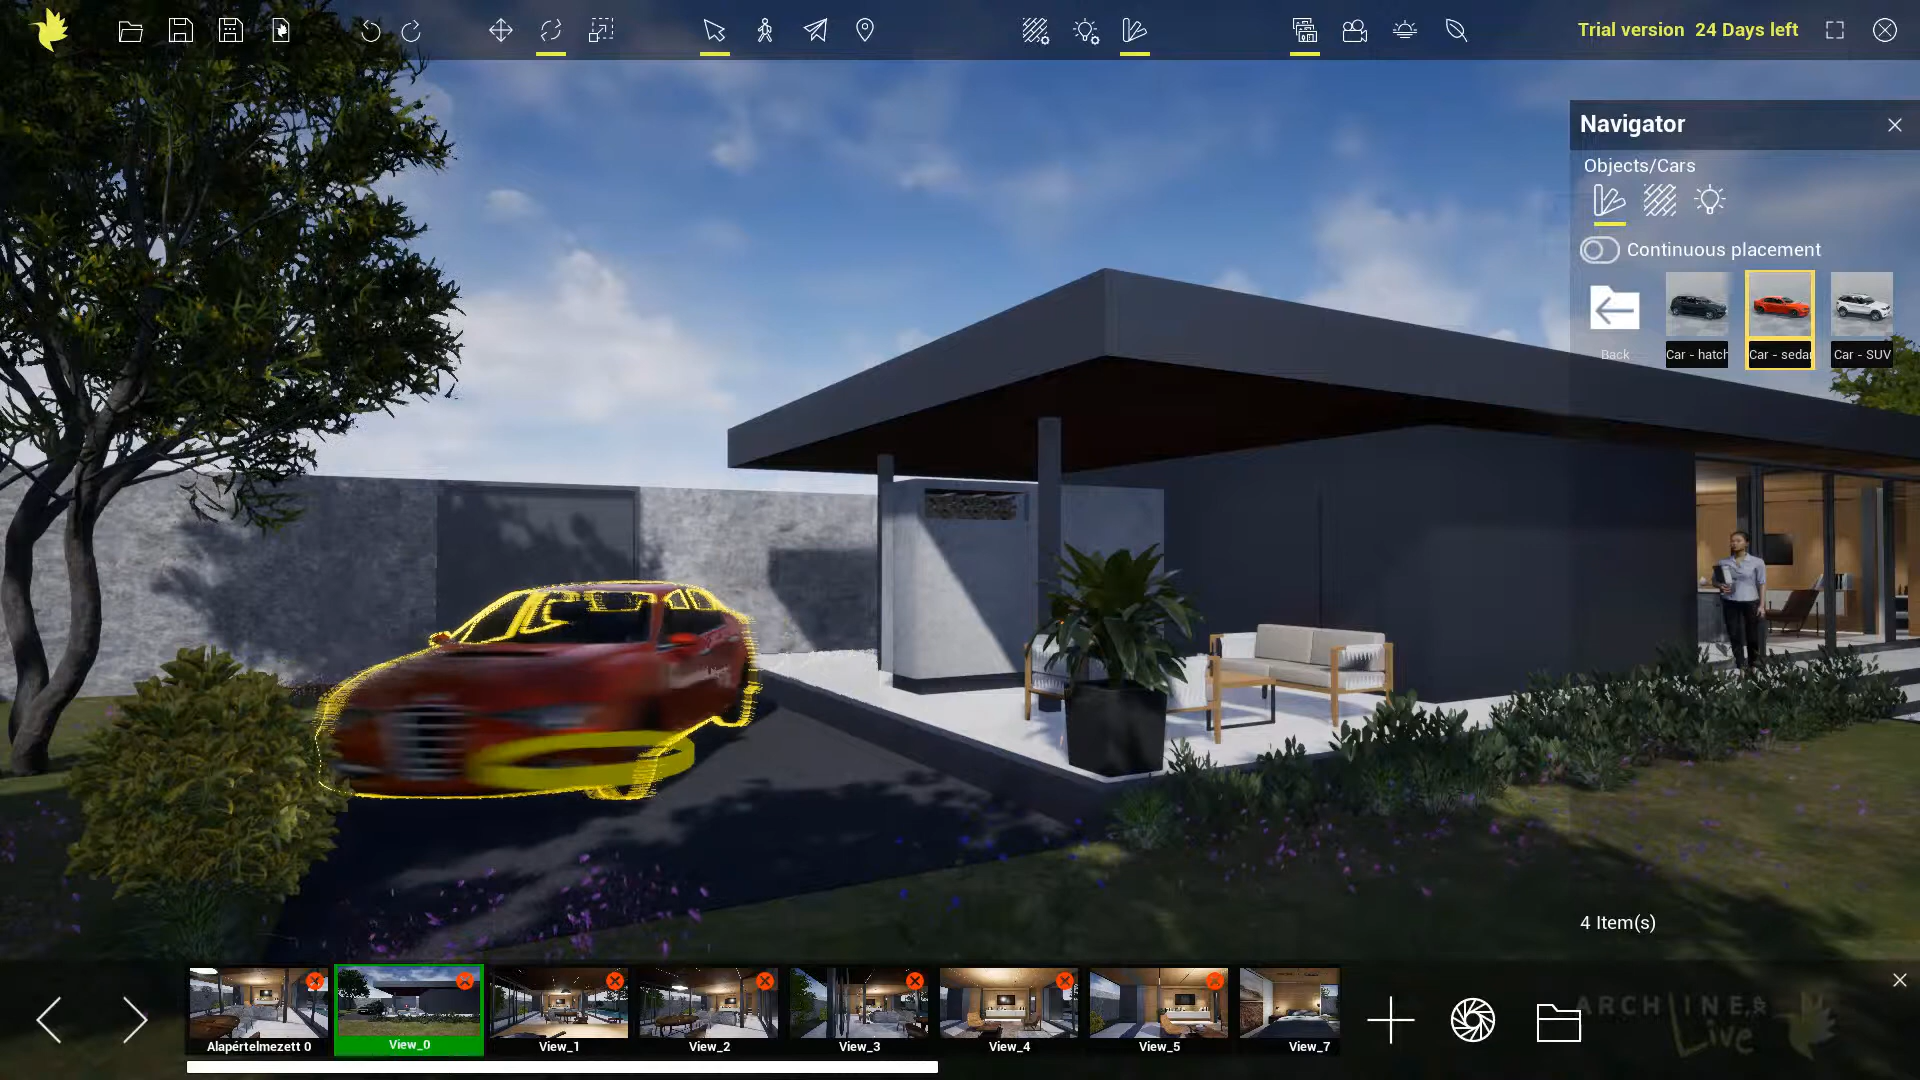 Trial version 24 Days left
Navigator
Objects/Cars
Continuous placement
Back
Car - hatch
Car - sedan
Car - SUV
4 Item(s)
Alapértelmezett 0
View_0
View_1
View_2
View_3
View_4
View_5
View_7
ARCHLINE.
Live